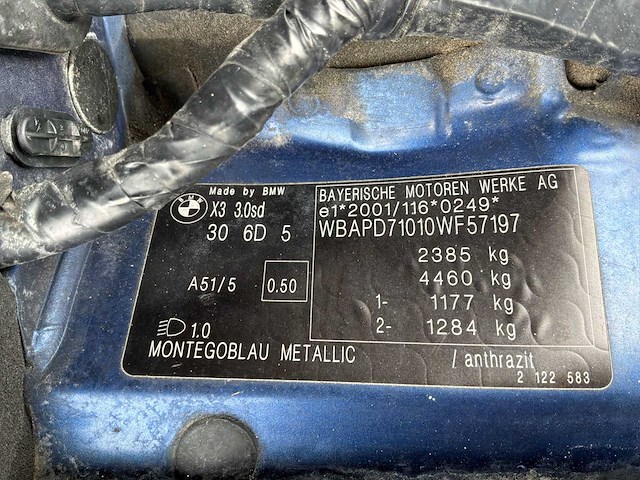 Made by BMW
X3 3.0sd
30 6D 5
A51/5 0.50
1.0
MONTEGOBLAU METALLIC
BAYERISCHE MOTOREN WERKE AG
e1*2001/116*0249*
WBAPD71010WF57197
2385 kg
4460 kg
1- 1177 kg
2- 1284 kg
/ anthrazit
2 122 583